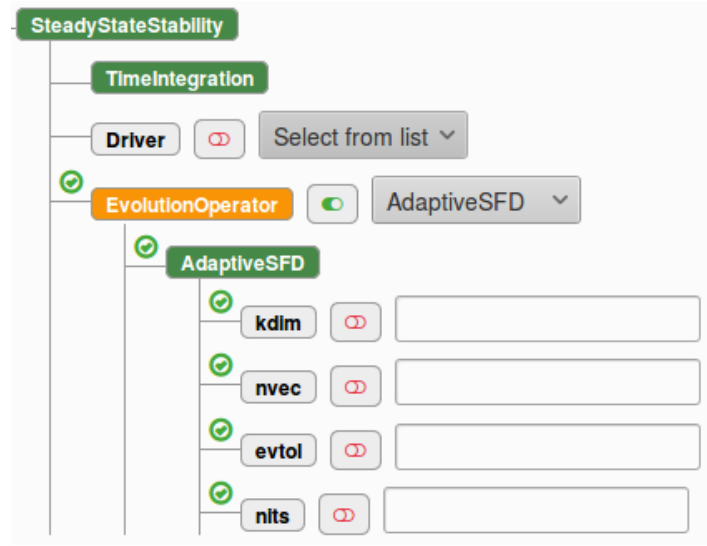 SteadyStateStability
TimeIntegration
Driver Select from list
EvolutionOperator AdaptiveSFD
AdaptiveSFD
kdim
nvec
evtol
nits